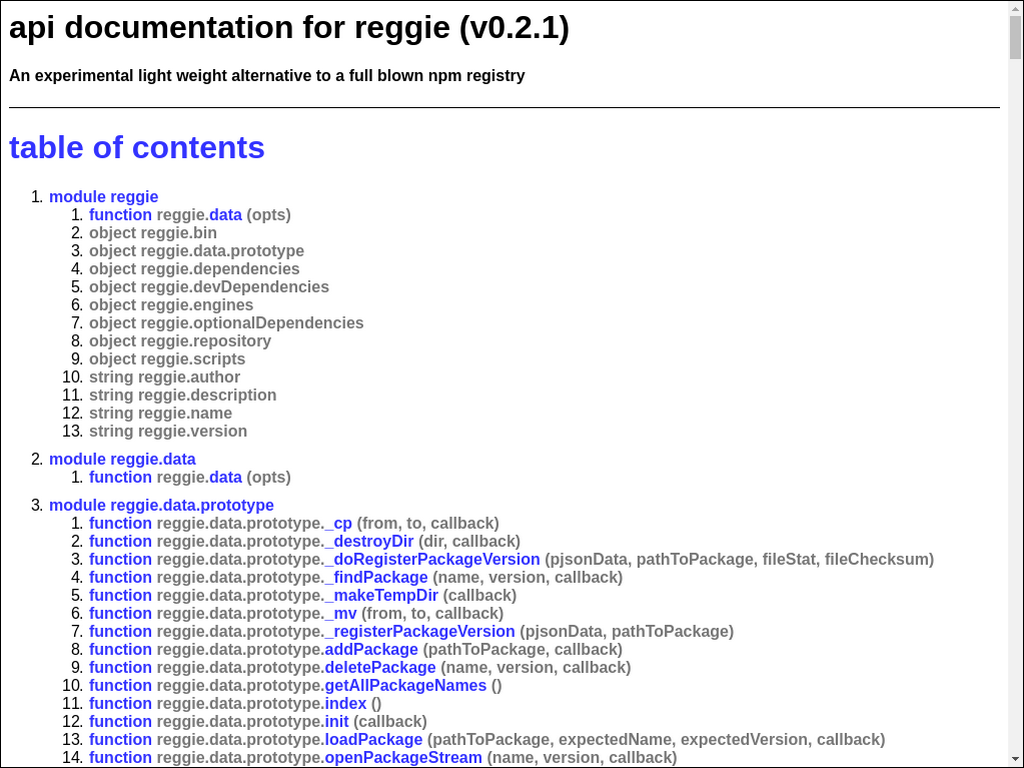 api documentation for reggie (v0.2.1)
An experimental light weight alternative to a full blown npm registry
table of contents
1. module reggie
1. function reggie.data (opts)
2. object reggie.bin
3. object reggie.data.prototype
4. object reggie.dependencies
5. object reggie.devDependencies
6. object reggie.engines
7. object reggie.optionalDependencies
8. object reggie.repository
9. object reggie.scripts
10. string reggie.author
11. string reggie.description
12. string reggie.name
13. string reggie.version
2. module reggie.data
1. function reggie.data (opts)
3. module reggie.data.prototype
1. function reggie.data.prototype._cp (from, to, callback)
2. function reggie.data.prototype._destroyDir (dir, callback)
3. function reggie.data.prototype._doRegisterPackageVersion (pjsonData, pathToPackage, fileStat, fileChecksum)
4. function reggie.data.prototype._findPackage (name, version, callback)
5. function reggie.data.prototype._makeTempDir (callback)
6. function reggie.data.prototype._mv (from, to, callback)
7. function reggie.data.prototype._registerPackageVersion (pjsonData, pathToPackage)
8. function reggie.data.prototype.addPackage (pathToPackage, callback)
9. function reggie.data.prototype.deletePackage (name, version, callback)
10. function reggie.data.prototype.getAllPackageNames ()
11. function reggie.data.prototype.index ()
12. function reggie.data.prototype.init (callback)
13. function reggie.data.prototype.loadPackage (pathToPackage, expectedName, expectedVersion, callback)
14. function reggie.data.prototype.openPackageStream (name, version, callback)